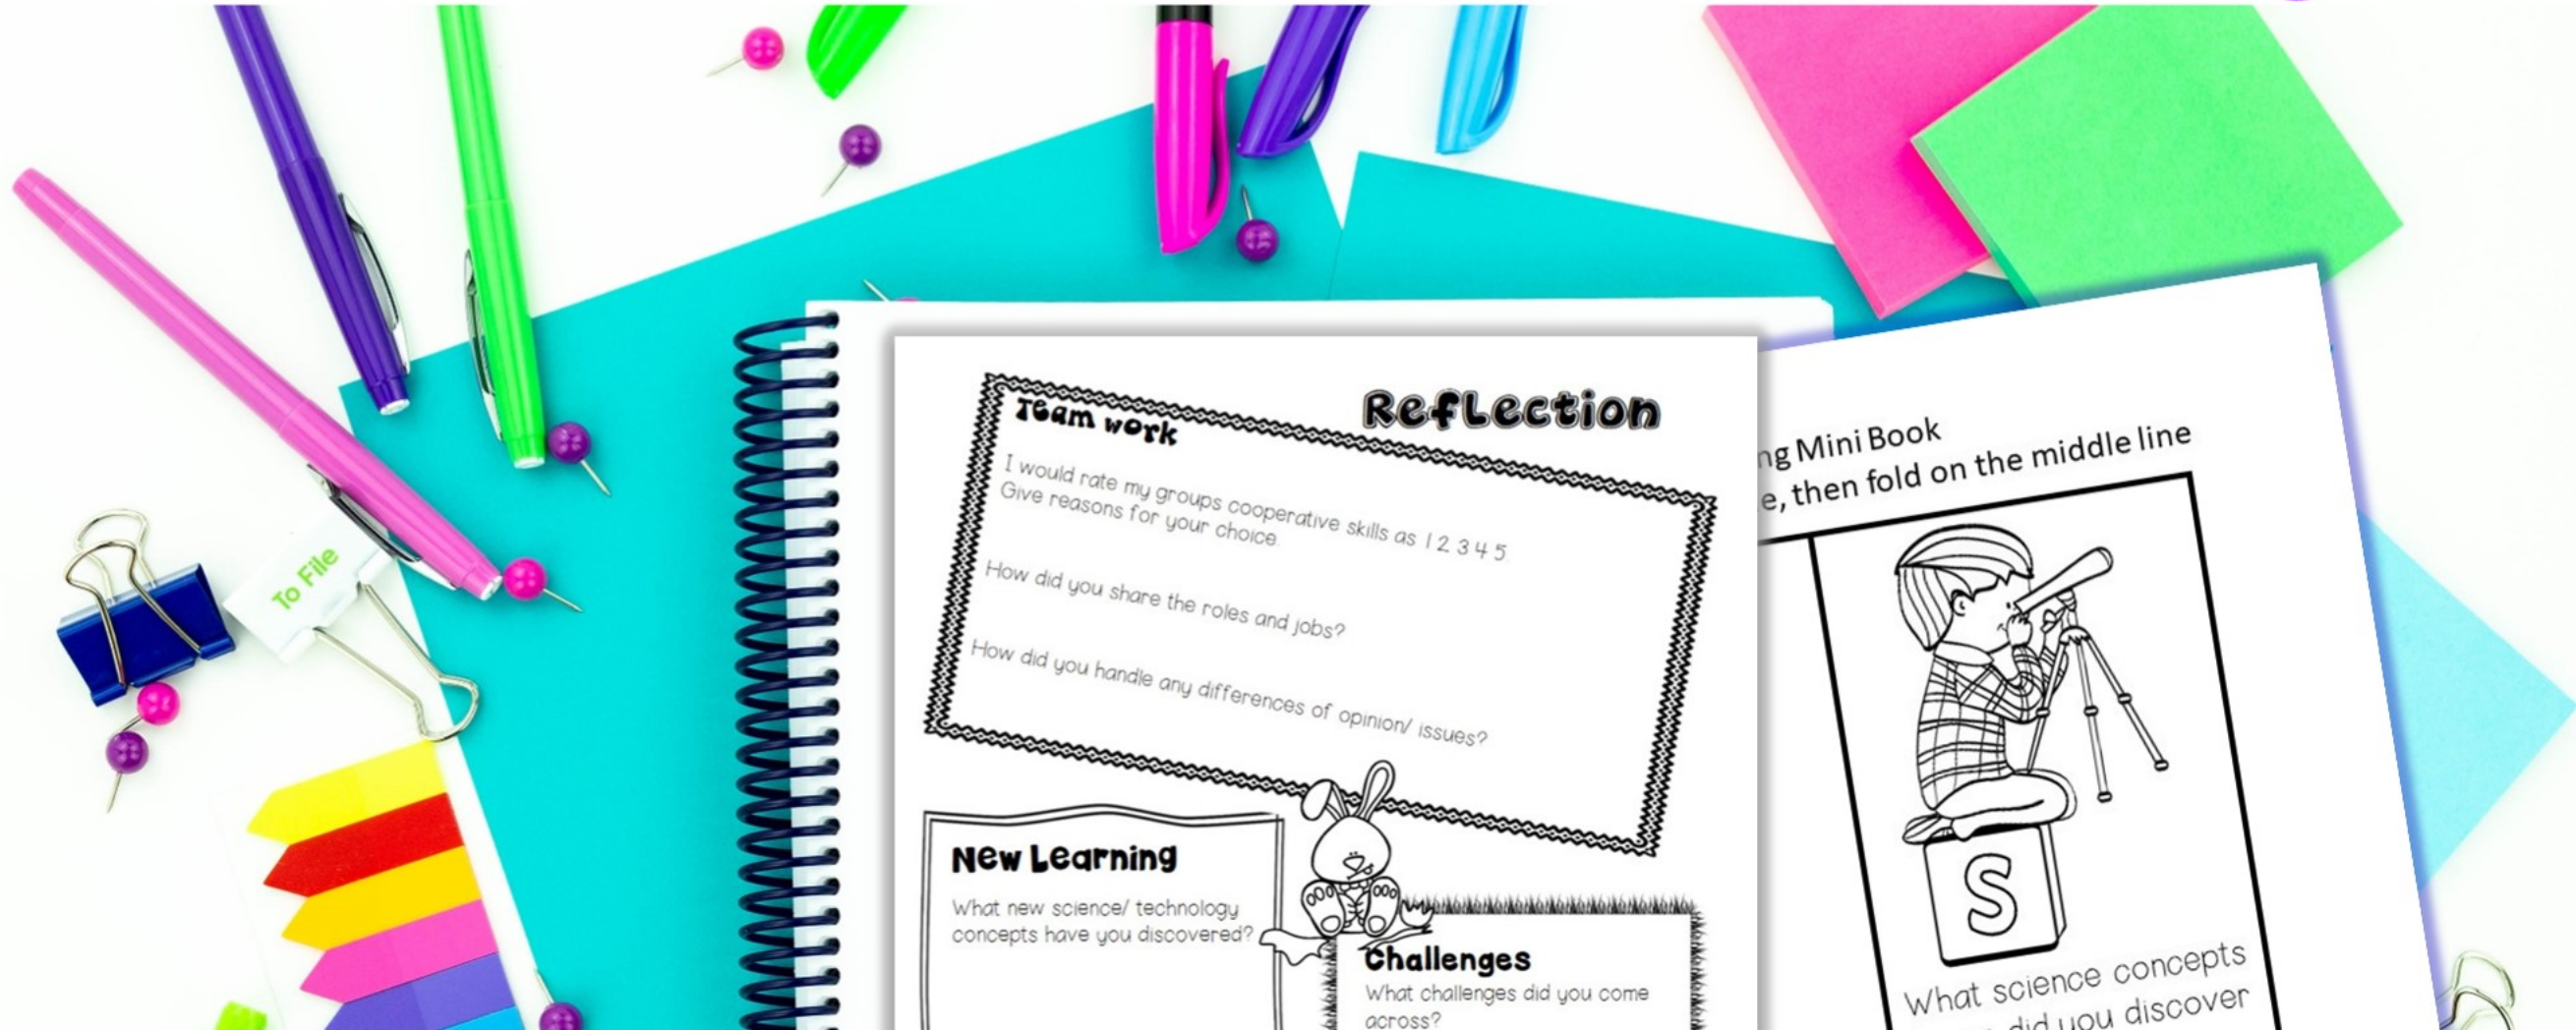 To File
Reflection
Team work
I would rate my groups cooperative skills as 1 2 3 4 5.
Give reasons for your choice.
How did you share the roles and jobs?
How did you handle any differences of opinion/ issues?
New Learning
What new science/ technology
concepts have you discovered?
Challenges
What challenges did you come
across?
Mini Book
then fold on the middle line
S
What science concepts
did you discover